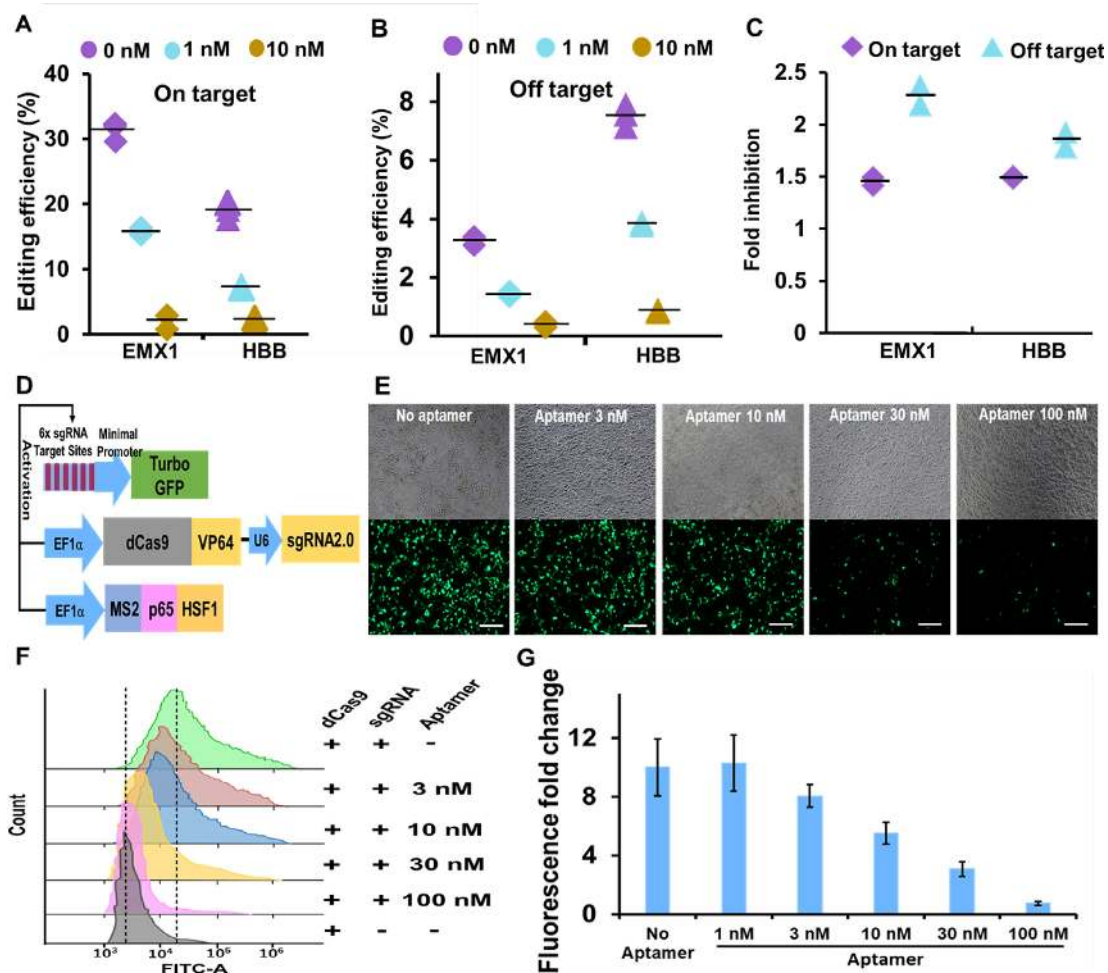 A
0 nM 1 nM 10 nM
On target
Editing efficiency (%)
40
30
20
10
0
EMX1 HBB
B
0 nM 1 nM 10 nM
Off target
Editing efficiency (%)
8
6
4
2
0
EMX1 HBB
C
On target Off target
Fold inhibition
2.5
2
1.5
1
0.5
0
EMX1 HBB
D
Activation
6x sgRNA
Target Sites
Minimal
Promoter
Turbo
GFP
EF1α dCas9 VP64 U6 sgRNA2.0
EF1α MS2 p65 HSF1
E
No aptamer Aptamer 3 nM Aptamer 10 nM Aptamer 30 nM Aptamer 100 nM
F
dCas9 sgRNA Aptamer
+ + -
+ + 3 nM
+ + 10 nM
+ + 30 nM
+ + 100 nM
+ - -
Count
10³ 10⁴ 10⁵ 10⁶
FITC-A
G
Fluorescence fold change
12
8
4
0
No
Aptamer
1 nM 3 nM 10 nM 30 nM 100 nM
Aptamer